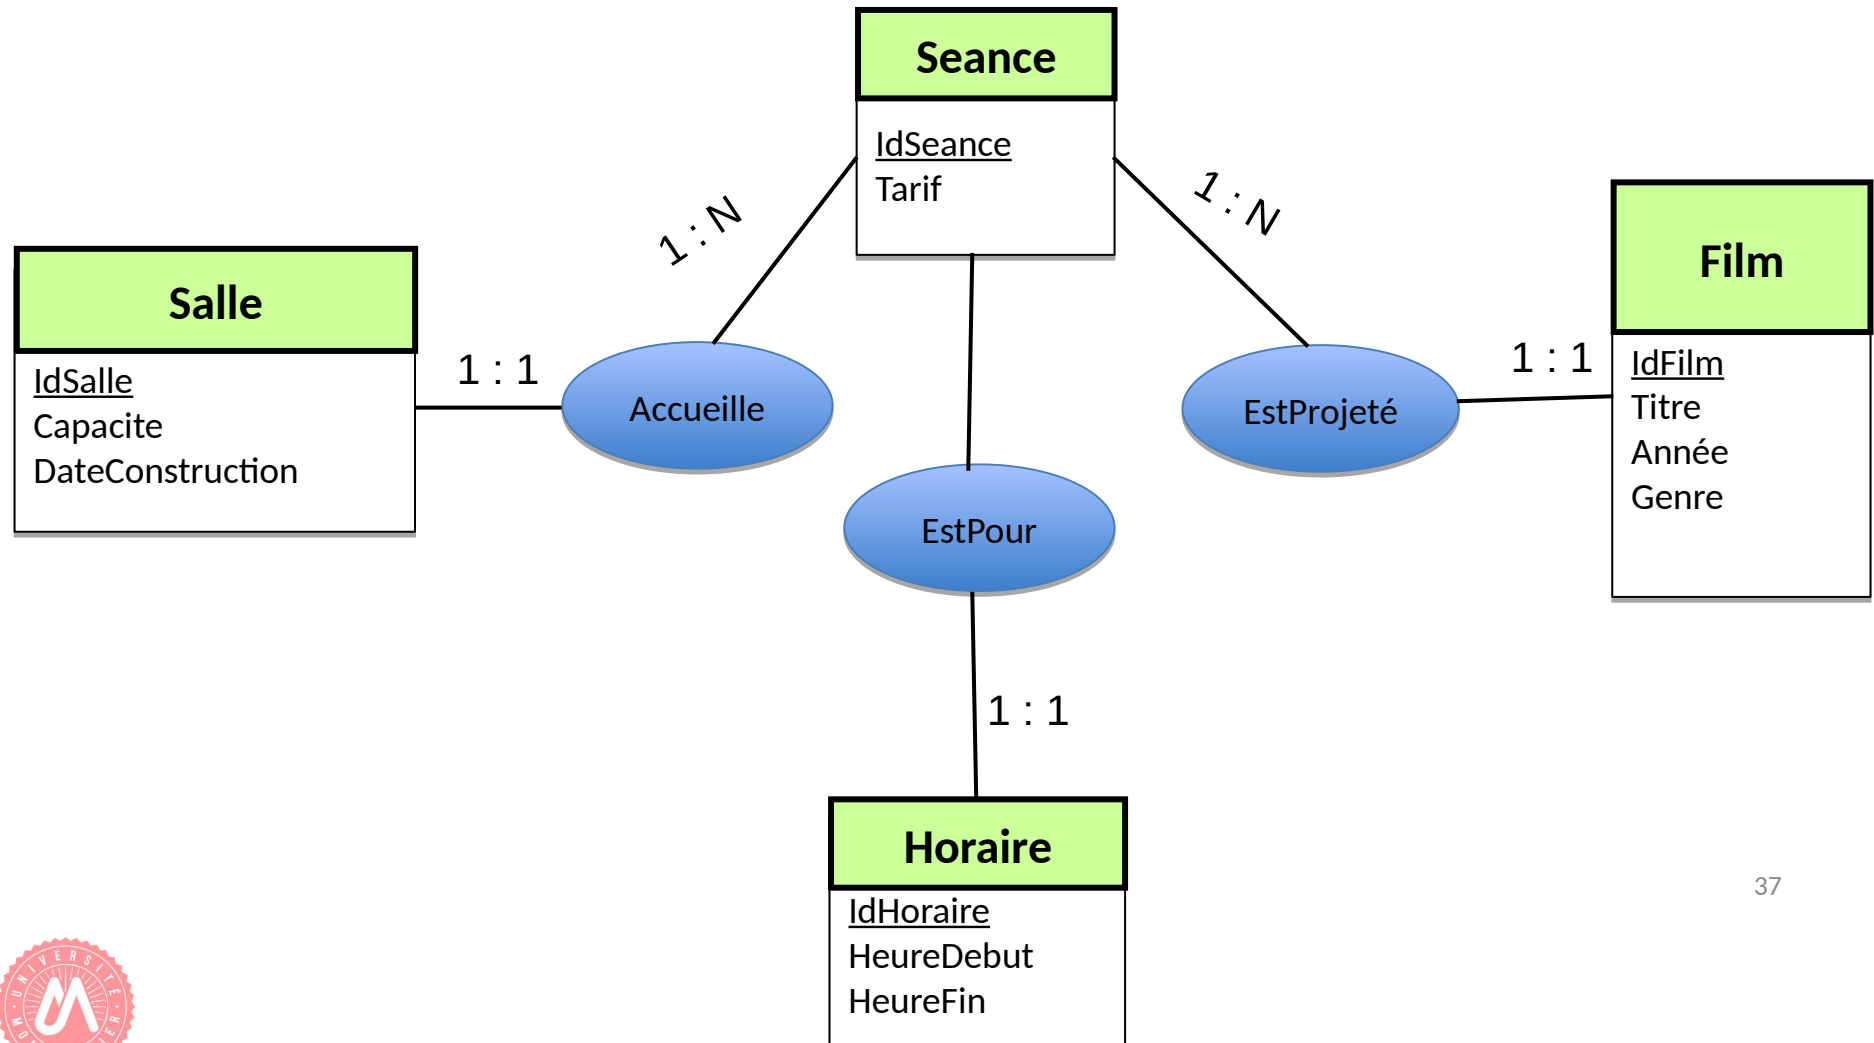 Seance
IdSeance
Tarif
1 : N
1 : N
Salle
IdSalle
Capacite
DateConstruction
1 : 1
Accueille
EstProjeté
1 : 1
Film
IdFilm
Titre
Année
Genre
EstPour
1 : 1
Horaire
IdHoraire
HeureDebut
HeureFin
37
UNIVERSITÉ